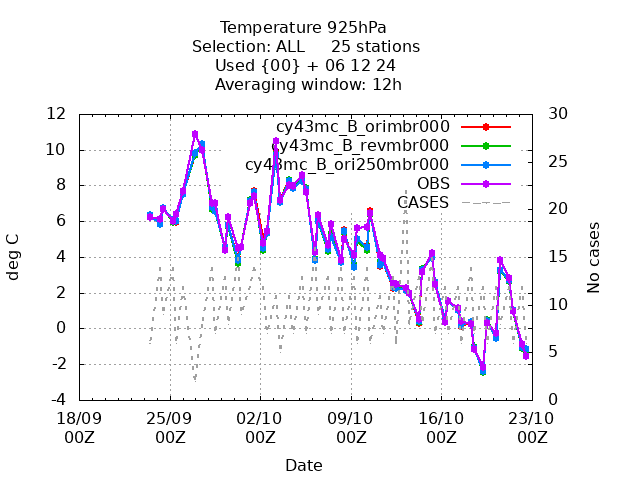 Temperature 925hPa
Selection: ALL 25 stations
Used {00} + 06 12 24
Averaging window: 12h
12
10
8
6
4
2
0
-2
-4
deg C
30
25
20
15
10
5
0
No cases
cy43mc_B_orimbr000
cy43mc_B_revmbr000
cy43mc_B_ori250mbr000
OBS
CASES
18/09 25/09 02/10 09/10 16/10 23/10
00Z 00Z 00Z 00Z 00Z 00Z
Date